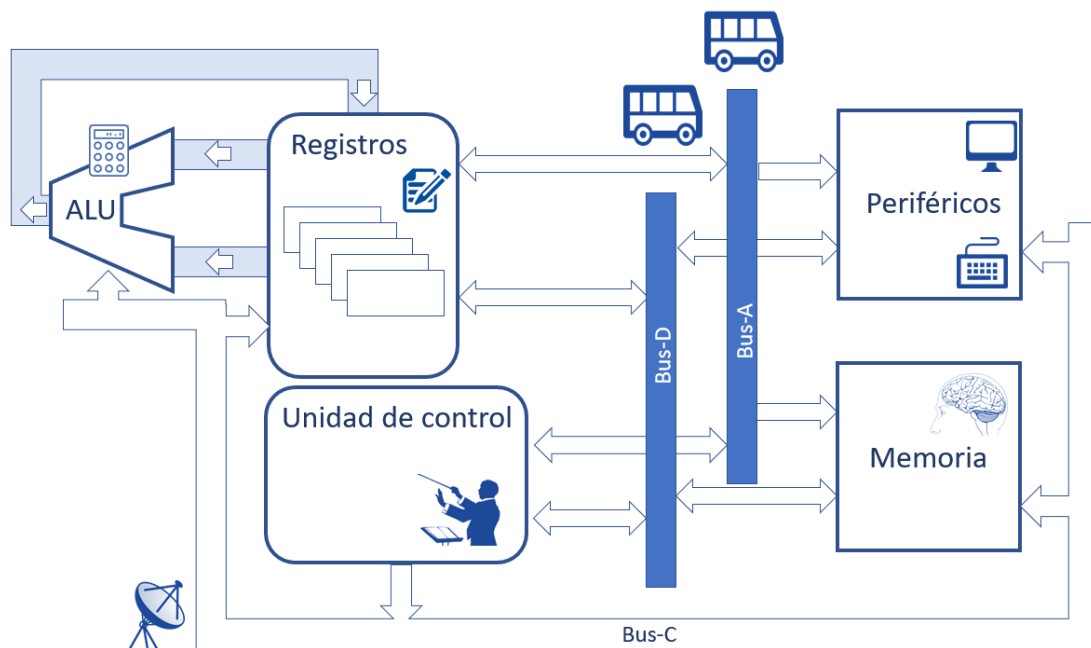 Registros
ALU
Periféricos
Bus-D
Bus-A
Unidad de control
Memoria
Bus-C